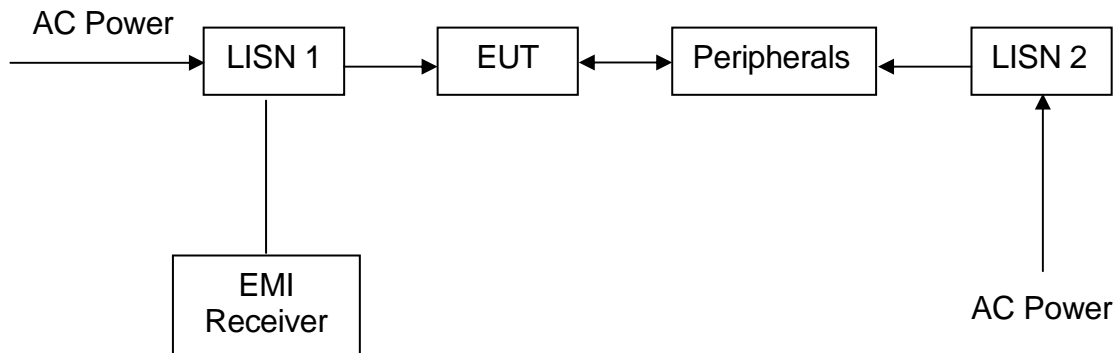 AC Power
LISN 1
EUT
Peripherals
LISN 2
EMI
Receiver
AC Power